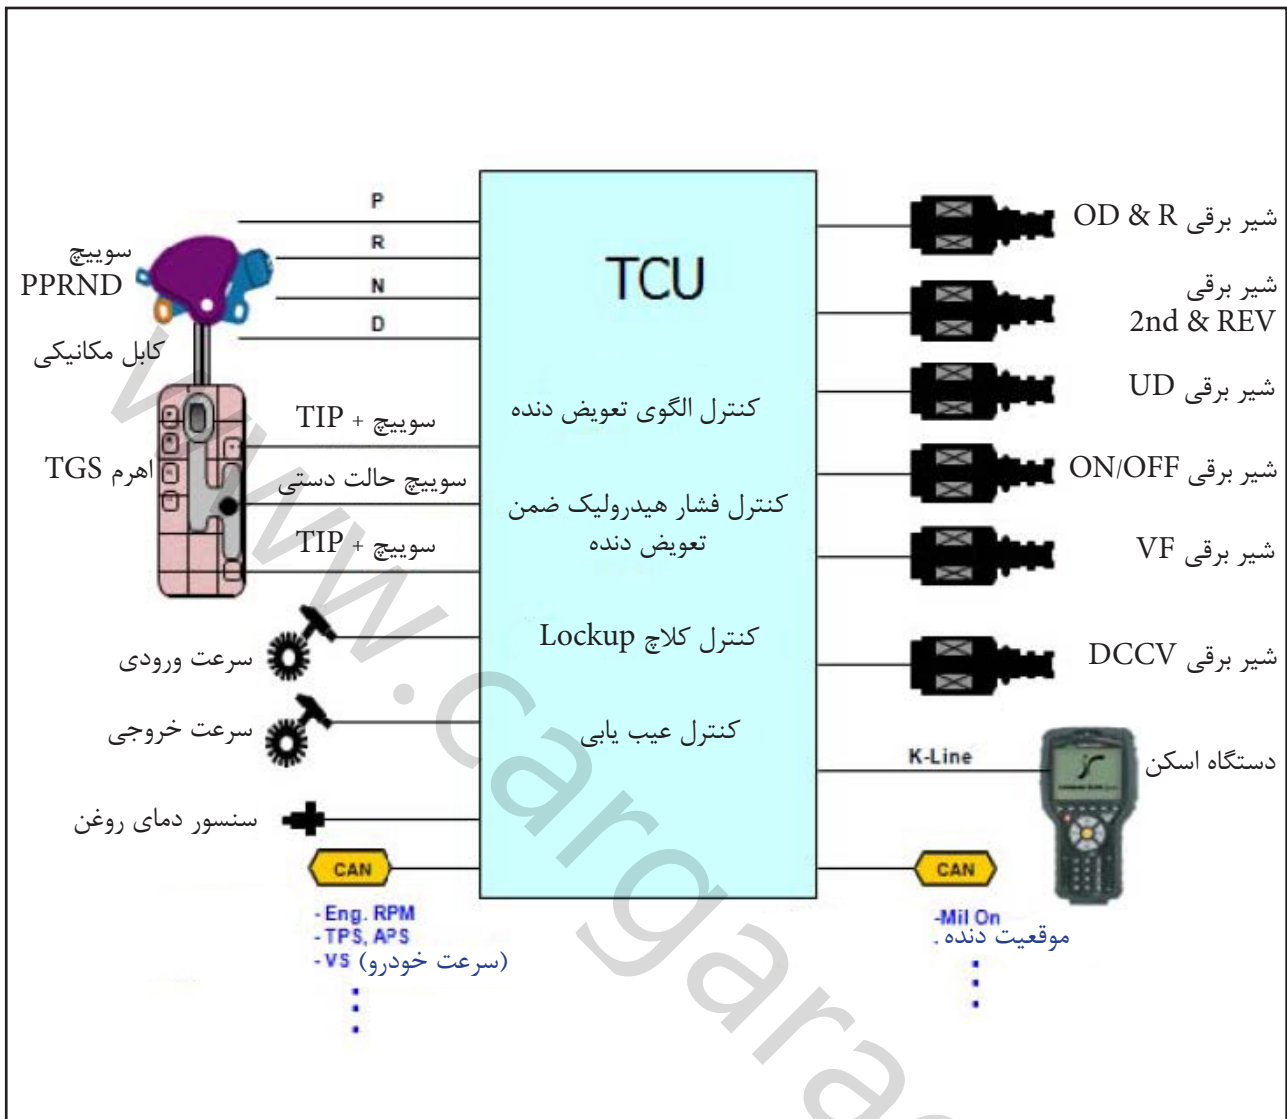 P
R
N
D
سوییچ
PPRND
کابل مکانیکی
اهرم TGS
سوییچ + TIP
سوییچ حالت دستی
سوییچ + TIP
سرعت ورودی
سرعت خروجی
سنسور دمای روغن
CAN
- Eng. RPM
- TPS, APS
- VS (سرعت خودرو)
TCU
کنترل الگوی تعویض دنده
کنترل فشار هیدرولیک ضمن
تعویض دنده
کنترل کلاچ Lockup
کنترل عیب یابی
شیر برقی OD & R
شیر برقی
2nd & REV
شیر برقی UD
شیر برقی ON/OFF
شیر برقی VF
شیر برقی DCCV
K-Line
دستگاه اسکن
CAN
-Mil On
موقعیت دنده .
www.cargara